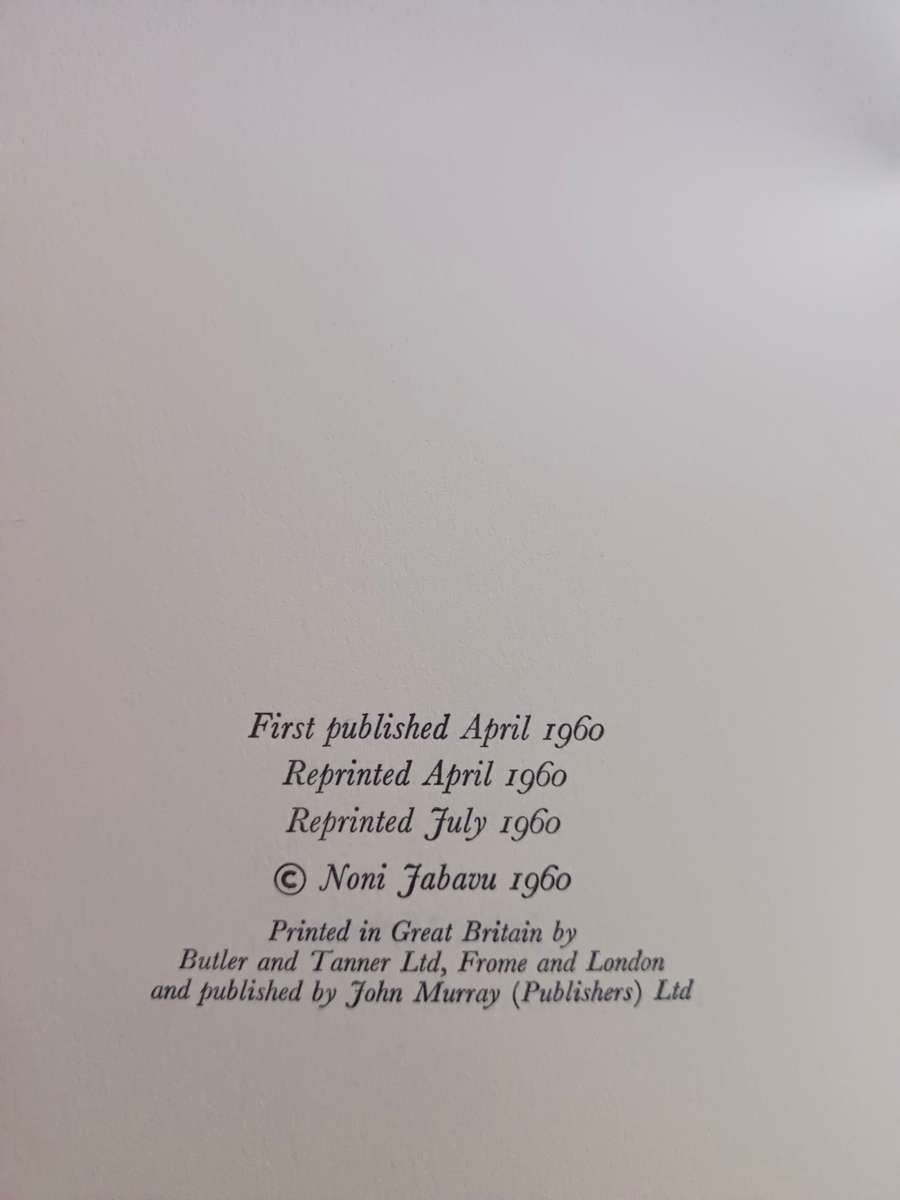 First published April 1960
Reprinted April 1960
Reprinted July 1960
© Noni Jabavu 1960
Printed in Great Britain by
Butler and Tanner Ltd, Frome and London
and published by John Murray (Publishers) Ltd